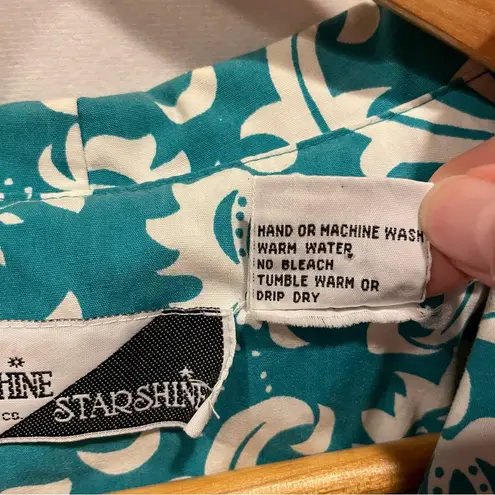 HAND OR MACHINE WASH
WARM WATER
NO BLEACH
TUMBLE WARM OR
DRIP DRY
HINE
CO.
STARSHINE